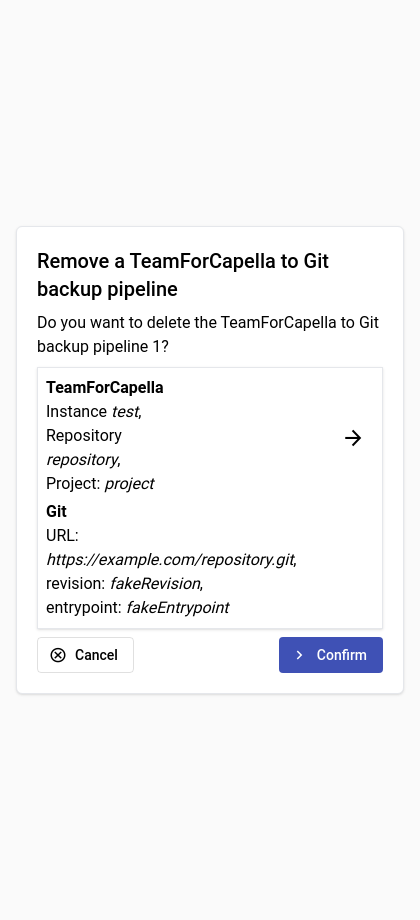 Remove a TeamForCapella to Git
backup pipeline
Do you want to delete the TeamForCapella to Git
backup pipeline 1?
TeamForCapella
Instance test,
Repository
repository,
Project: project
Git
URL:
https://example.com/repository.git,
revision: fakeRevision,
entrypoint: fakeEntrypoint
Cancel
Confirm